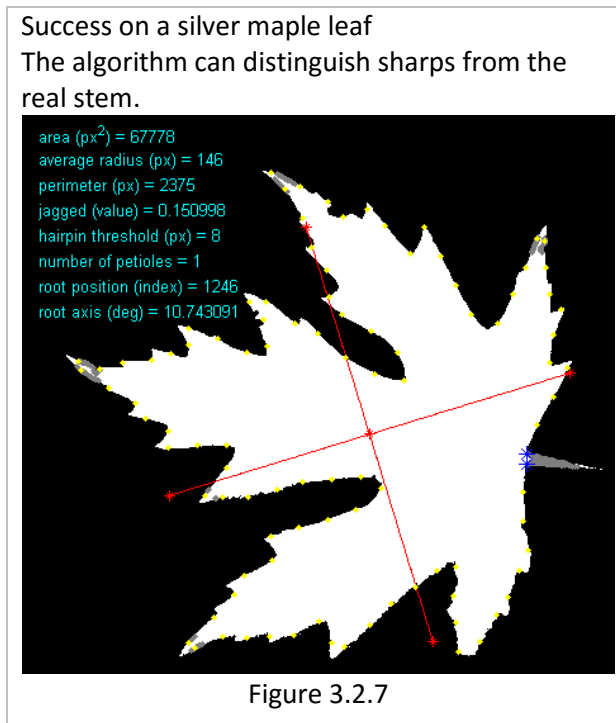 Success on a silver maple leaf
The algorithm can distinguish sharps from the
real stem.
area (px²) = 67778
average radius (px) = 146
perimeter (px) = 2375
jagged (value) = 0.150998
hairpin threshold (px) = 8
number of petioles = 1
root position (index) = 1246
root axis (deg) = 10.743091
Figure 3.2.7